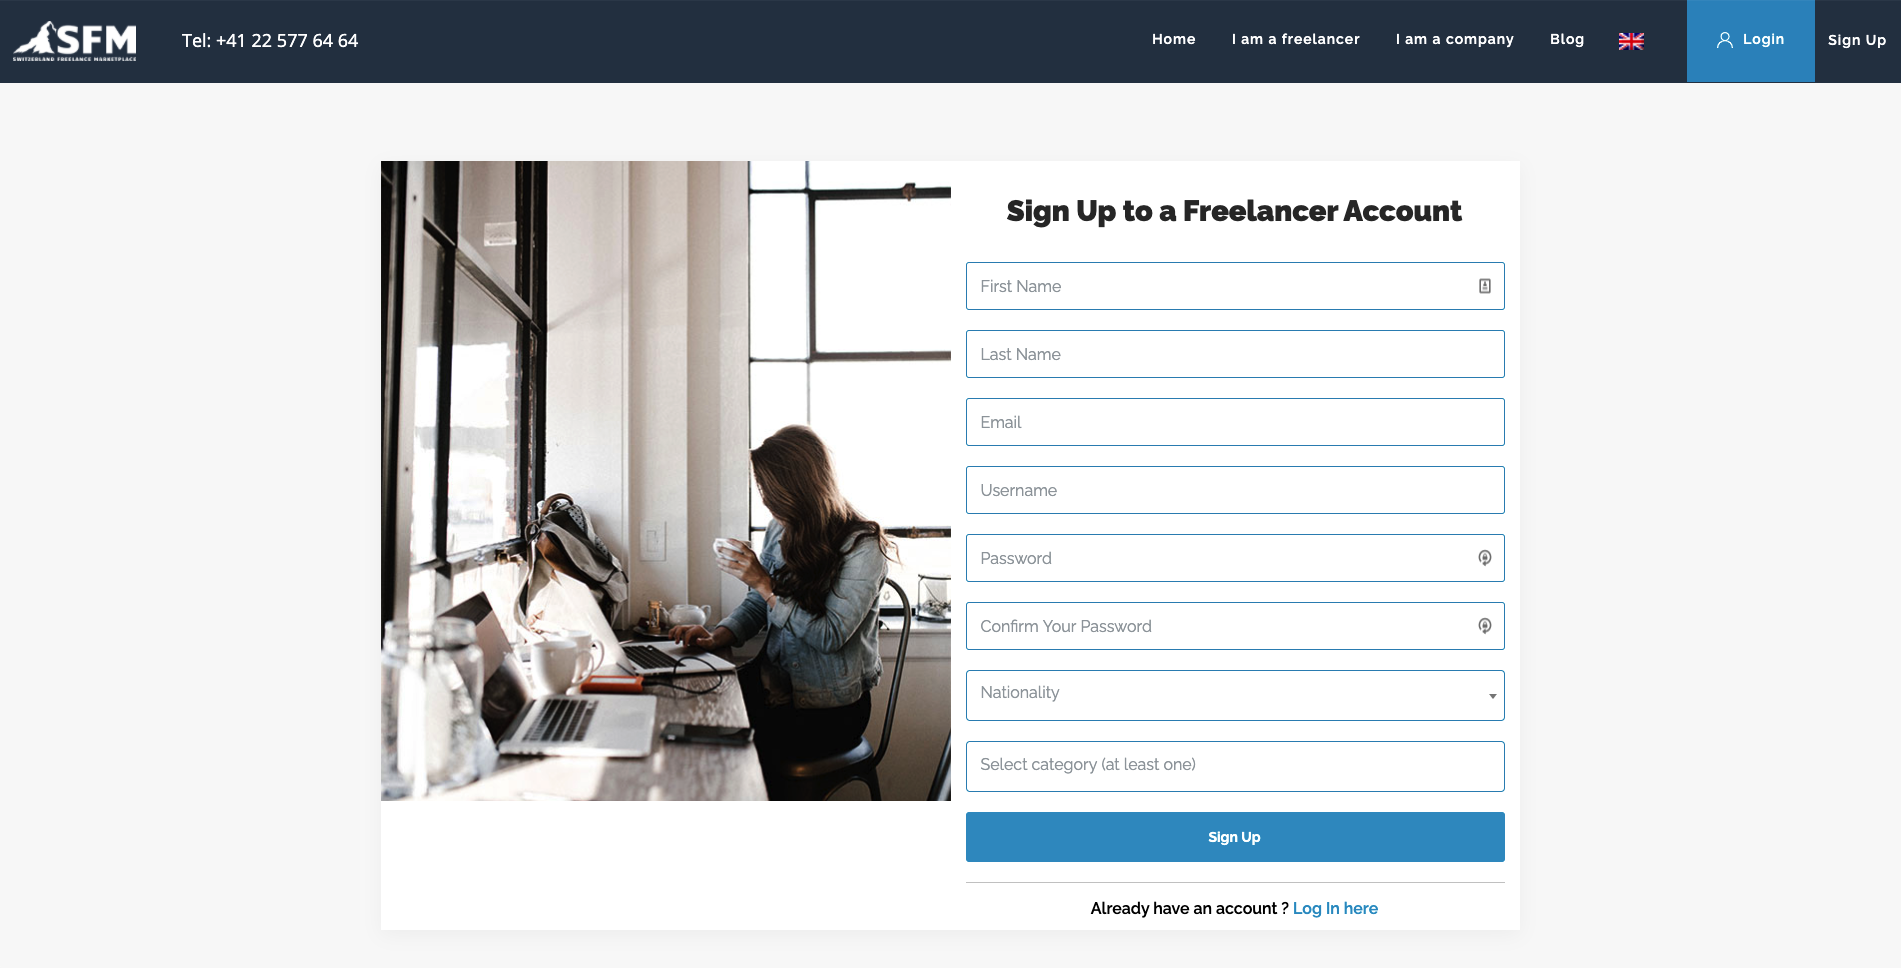 SFM
SWITZERLAND FREELANCE MARKETPLACE
Tel: +41 22 577 64 64
Home
I am a freelancer
I am a company
Blog
Login
Sign Up
Sign Up to a Freelancer Account
First Name
Last Name
Email
Username
Password
Confirm Your Password
Nationality
Select category (at least one)
Sign Up
Already have an account ? Log In here